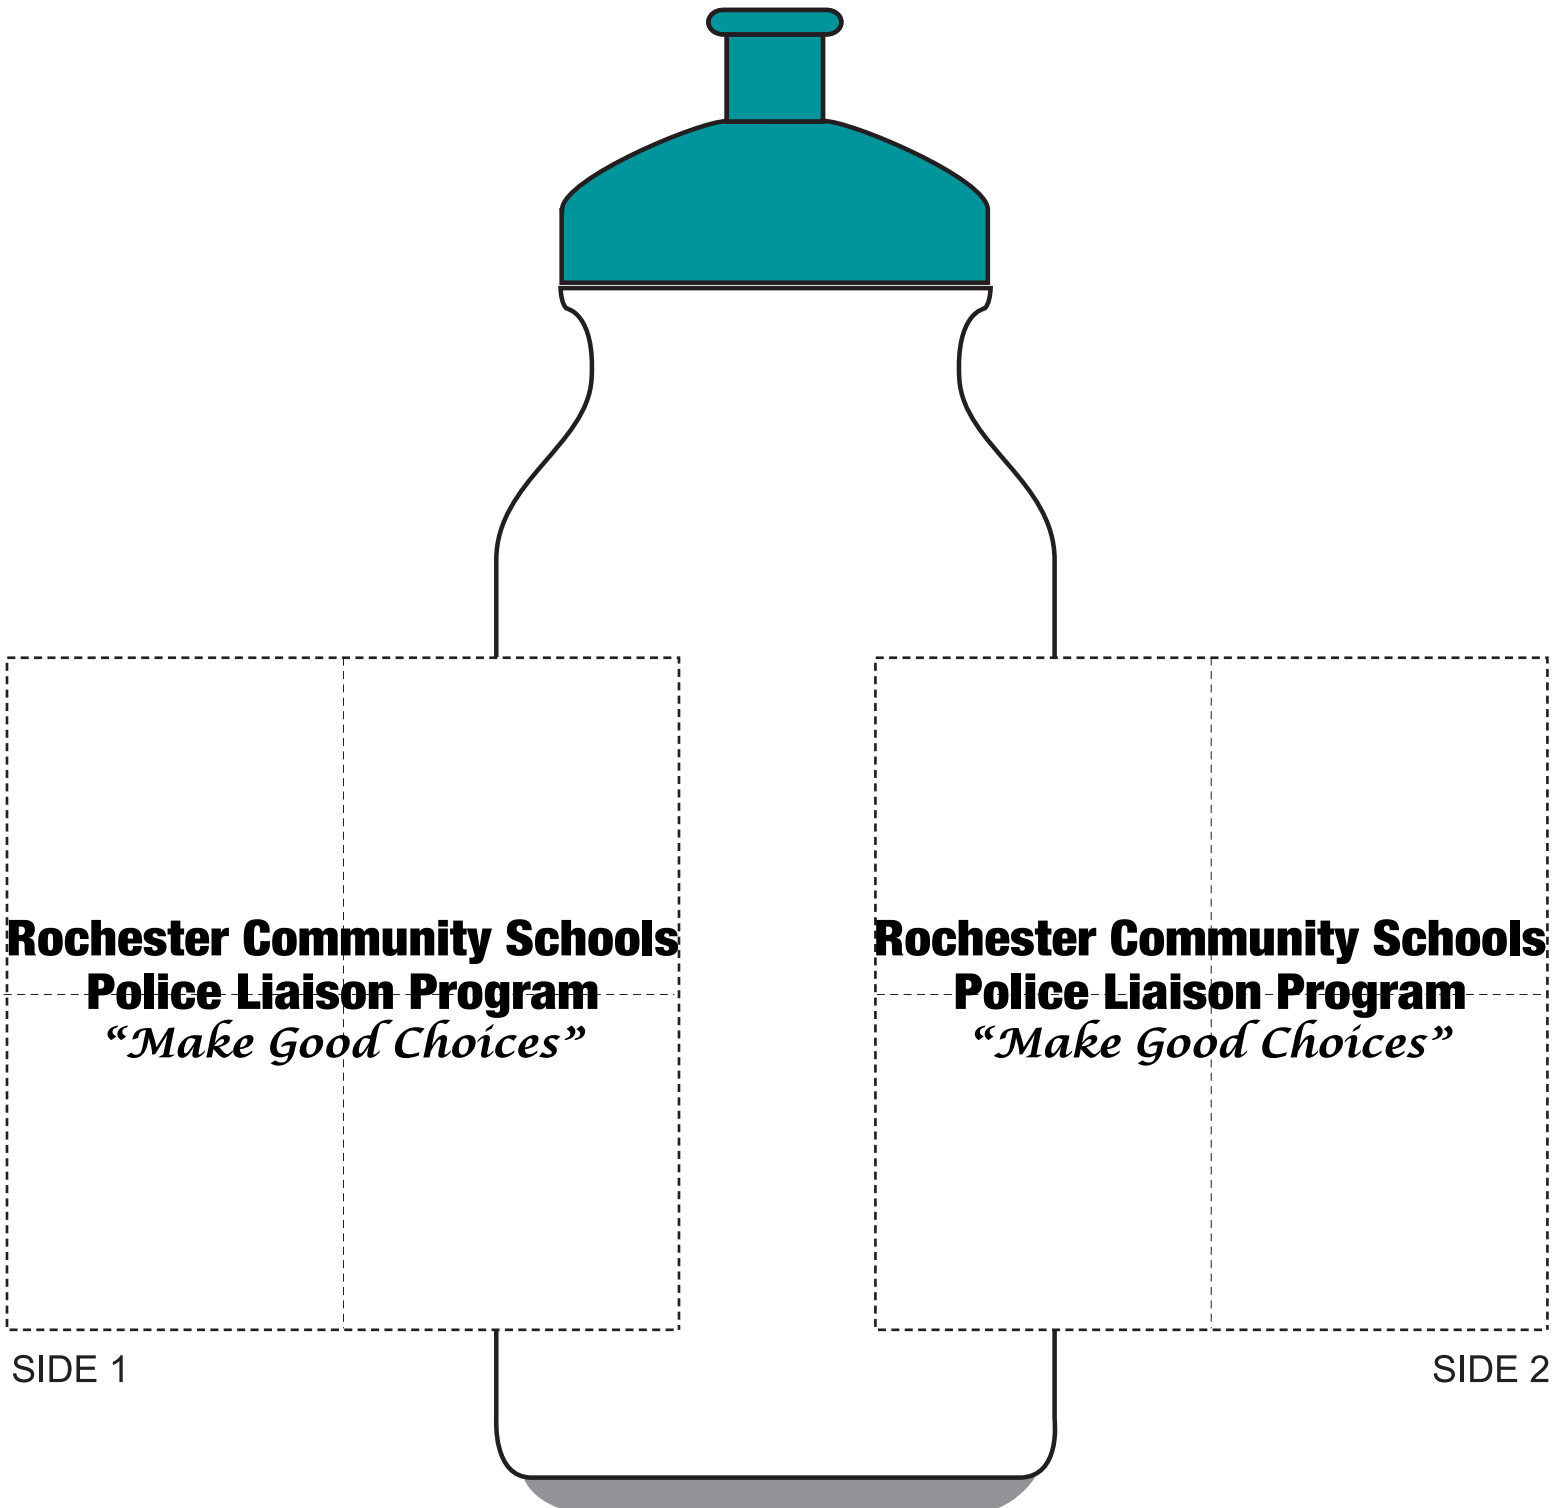 Rochester Community Schools
Police Liaison Program
“Make Good Choices”
SIDE 1
Rochester Community Schools
Police Liaison Program
“Make Good Choices”
SIDE 2